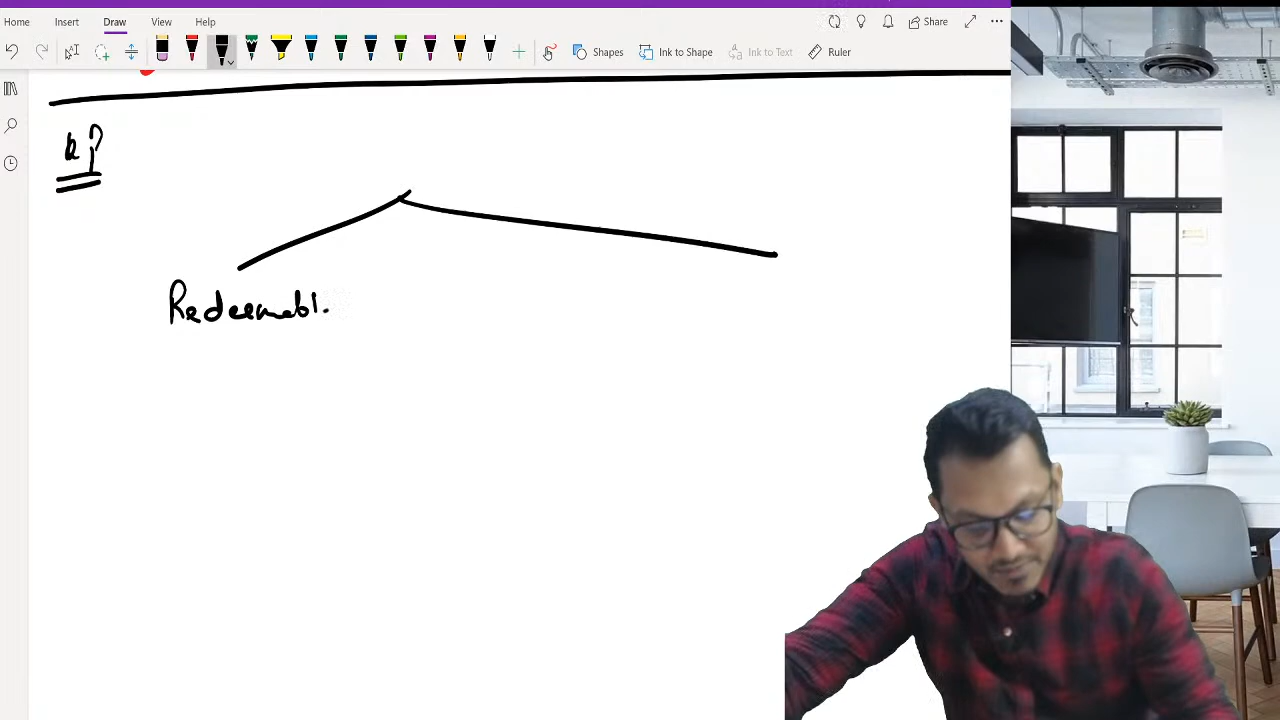 Home Insert Draw View Help
Share
Shapes Ink to Shape Ink to Text Ruler
Redeemabl